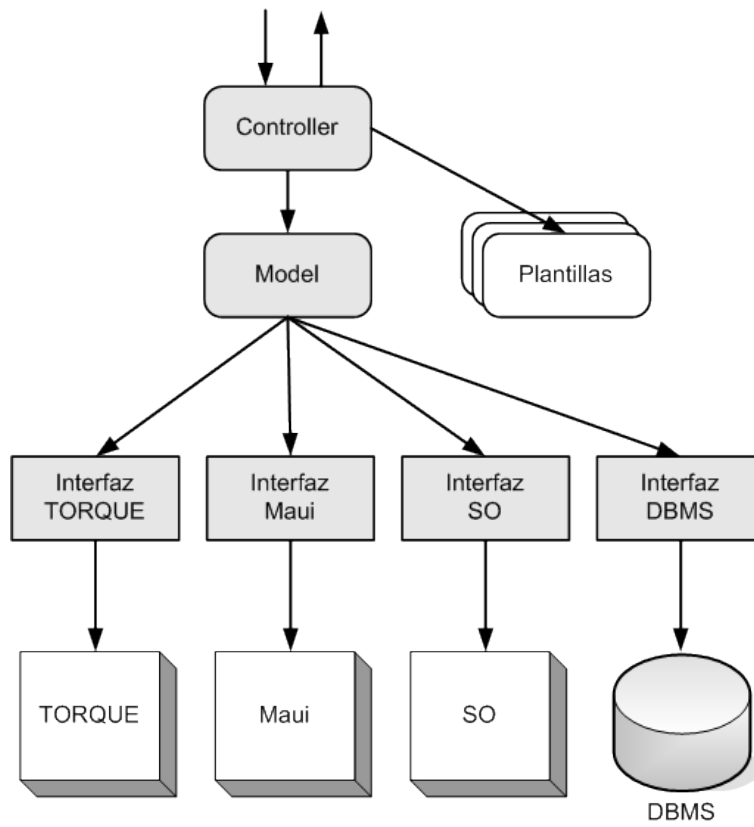 Controller
Model
Plantillas
Interfaz
TORQUE
Interfaz
Maui
Interfaz
SO
Interfaz
DBMS
TORQUE
Maui
SO
DBMS